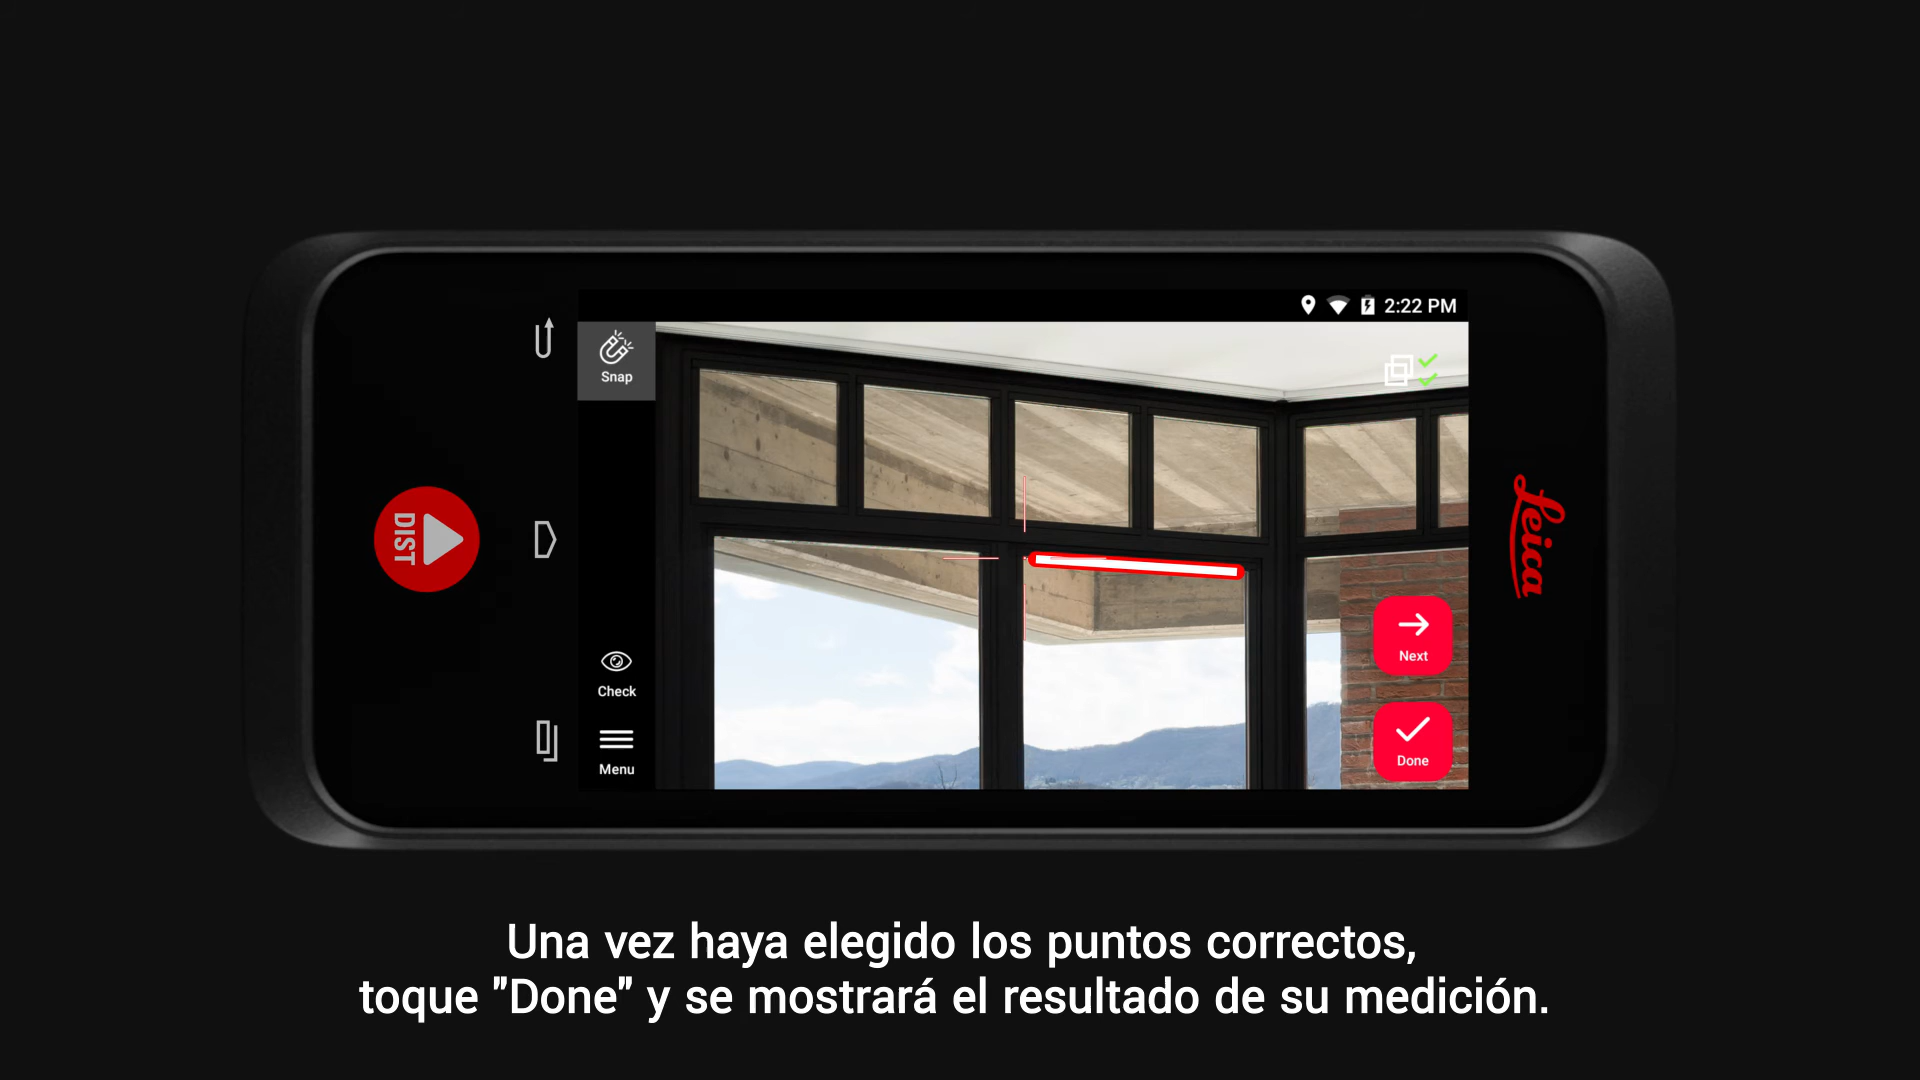 2:22 PM
Snap
DIST
Leica
Check
Next
Menu
Done
Una vez haya elegido los puntos correctos,
toque "Done" y se mostrará el resultado de su medición.